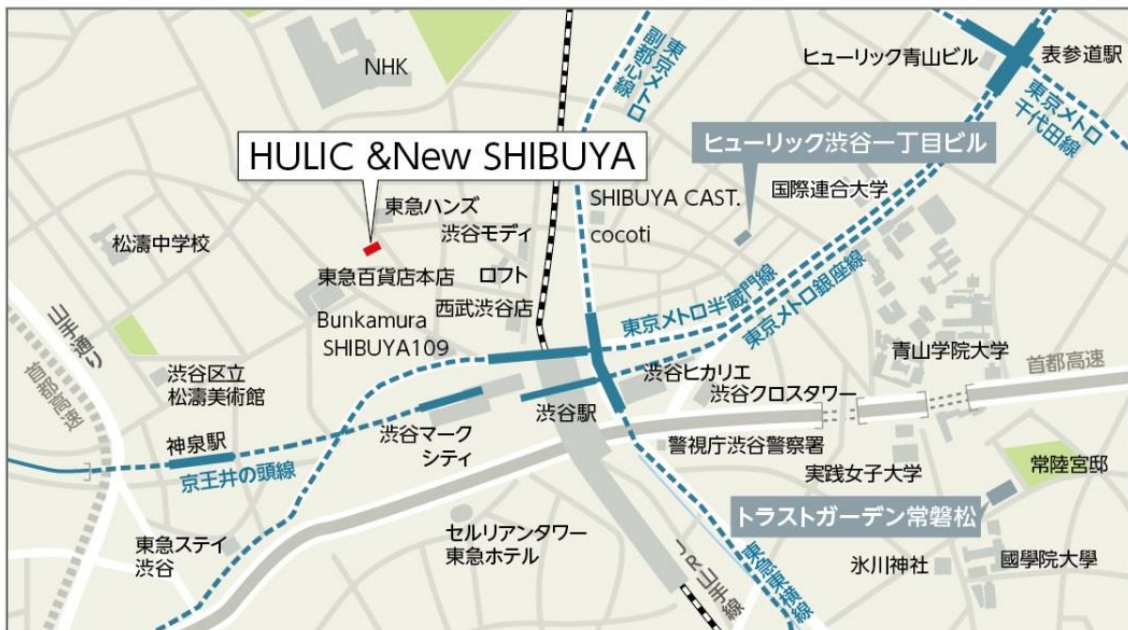 NHK
東京メトロ
副都心線
ヒューリック青山ビル
表参道駅
東京メトロ
千代田線
HULIC &New SHIBUYA
ヒューリック渋谷一丁目ビル
国際連合大学
東急ハンズ
SHIBUYA CAST.
渋谷モディ
cocoti
松濤中学校
東急百貨店本店
ロフト
西武渋谷店
東京メトロ半蔵門線
東京メトロ銀座線
Bunkamura
SHIBUYA109
山手通り
首都高速
渋谷区立
松濤美術館
青山学院大学
首都高速
渋谷ヒカリエ
渋谷クロスタワー
渋谷駅
神泉駅
渋谷マーク
シティ
京王井の頭線
警視庁渋谷警察署
実践女子大学
常陸宮邸
トラストガーデン常磐松
東急ステイ
渋谷
セルリアンタワー
東急ホテル
JR山手線
東急東横線
氷川神社
國學院大學